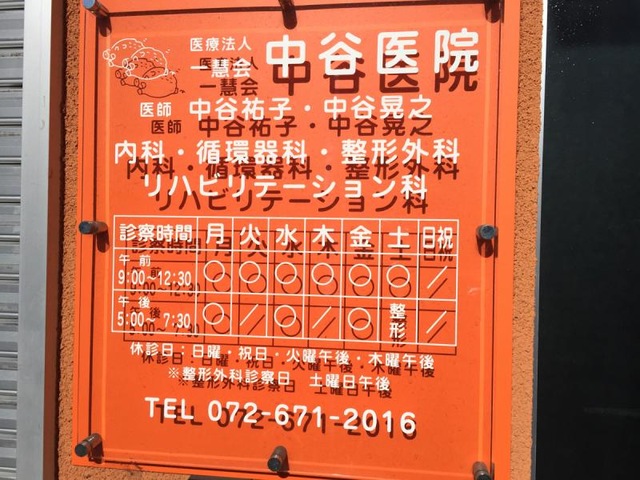 医療法人
一慧会
中谷医院
医師 中谷祐子・中谷晃之
内科・循環器科・整形外科
リハビリテーション科
診察時間 月 火 水 木 金 土 日祝
午前 9:00~12:30 ○ ○ ○ ○ ○ ○ /
午後 5:00~7:30 ○ / ○ / ○ 整形 /
休診日:日曜・祝日・火曜午後・木曜午後
※整形外科診察日 土曜日午後
TEL 072-671-2016